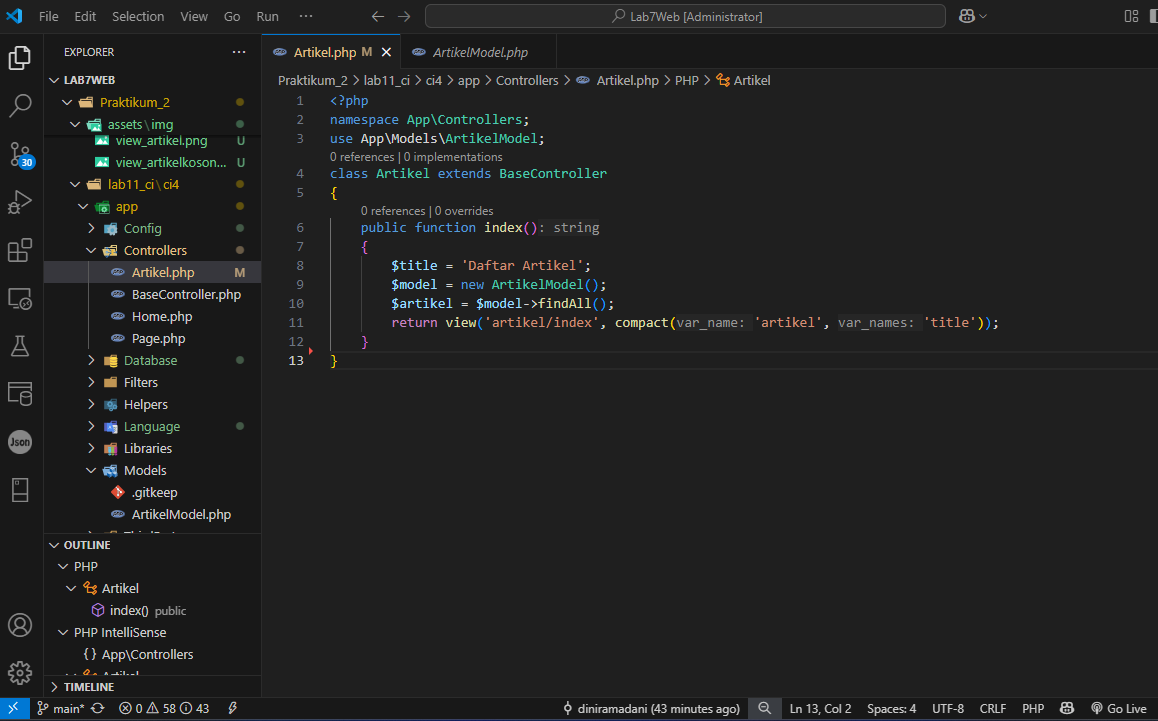 File Edit Selection View Go Run ··· Lab7Web [Administrator]
EXPLORER ···
LAB7WEB
Praktikum_2
assets\img
view_artikel.png U
view_artikelkoson... U
lab11_ci\ci4
app
Config
Controllers
Artikel.php M
BaseController.php
Home.php
Page.php
Database
Filters
Helpers
Language
Libraries
Models
.gitkeep
ArtikelModel.php
OUTLINE
PHP
Artikel
index() public
PHP IntelliSense
{} App\Controllers
Artikel
TIMELINE
30
Json
Artikel.php M ArtikelModel.php
Praktikum_2 > lab11_ci > ci4 > app > Controllers > Artikel.php > PHP > Artikel
1 <?php
2 namespace App\Controllers;
3 use App\Models\ArtikelModel;
0 references | 0 implementations
4 class Artikel extends BaseController
5 {
0 references | 0 overrides
6 public function index(): string
7 {
8 $title = 'Daftar Artikel';
9 $model = new ArtikelModel();
10 $artikel = $model->findAll();
11 return view('artikel/index', compact(var_name: 'artikel', var_names: 'title'));
12 }
13 }
main* 0 58 43 diniramadani (43 minutes ago) Ln 13, Col 2 Spaces: 4 UTF-8 CRLF PHP Go Live